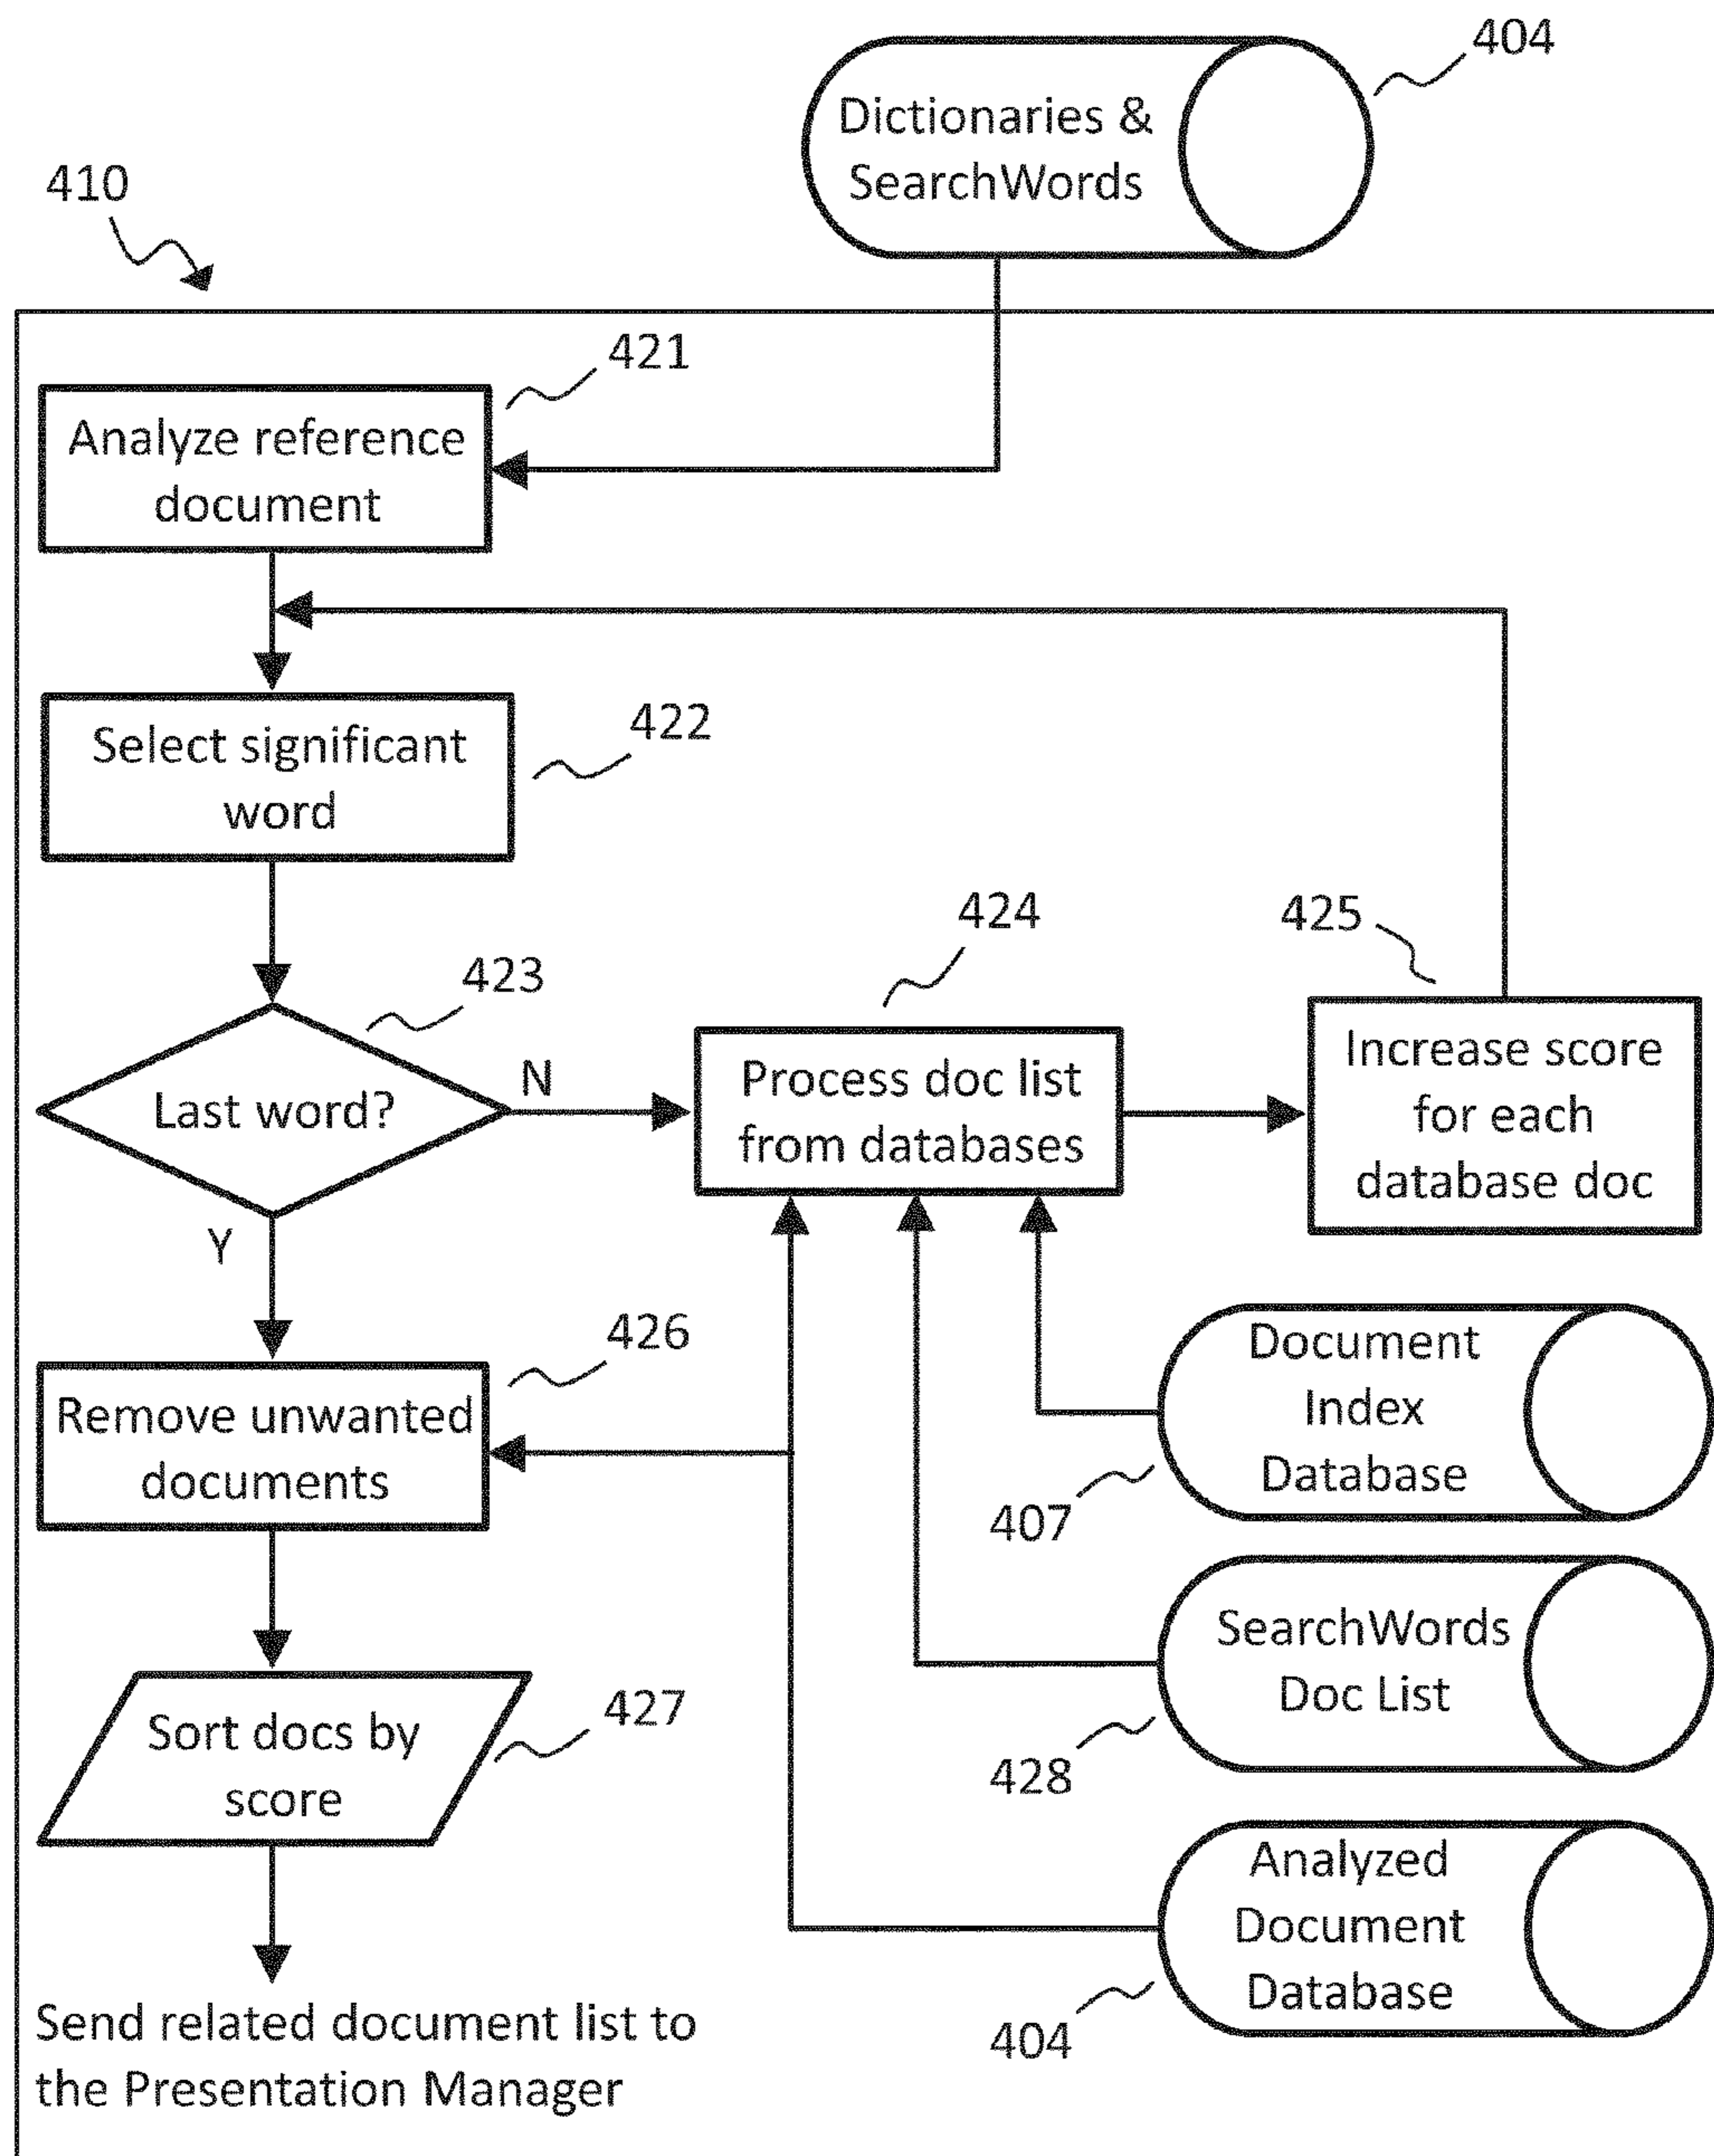 404
Dictionaries &
SearchWords
410
421
Analyze reference
document
422
Select significant
word
423
Last word?
N
Y
424
Process doc list
from databases
425
Increase score
for each
database doc
426
Remove unwanted
documents
Document
Index
Database
407
SearchWords
Doc List
428
427
Sort docs by
score
Analyzed
Document
Database
404
Send related document list to
the Presentation Manager